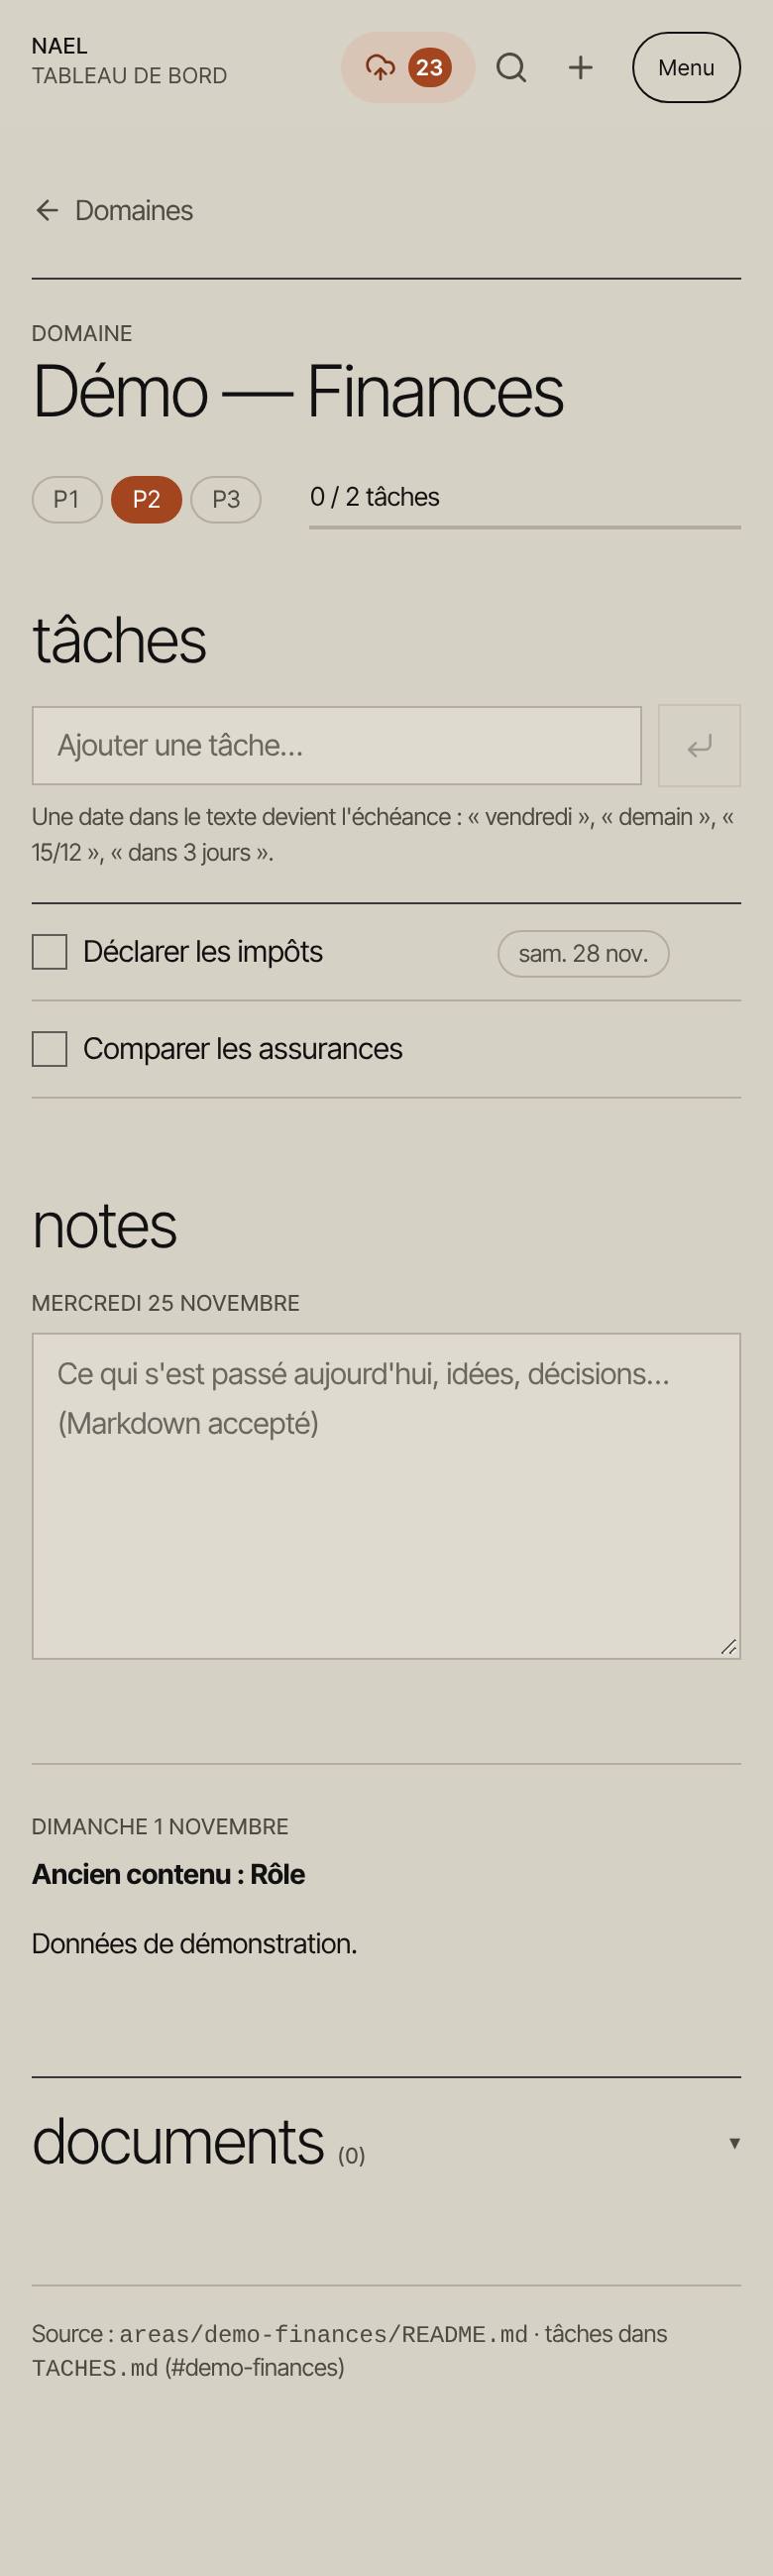 NAEL
TABLEAU DE BORD
23
Menu
← Domaines
DOMAINE
Démo — Finances
P1 P2 P3
0 / 2 tâches
tâches
Ajouter une tâche...
Une date dans le texte devient l'échéance : « vendredi », « demain », «
15/12 », « dans 3 jours ».
Déclarer les impôts
sam. 28 nov.
Comparer les assurances
notes
MERCREDI 25 NOVEMBRE
Ce qui s'est passé aujourd'hui, idées, décisions...
(Markdown accepté)
DIMANCHE 1 NOVEMBRE
Ancien contenu : Rôle
Données de démonstration.
documents (0)
Source : areas/demo-finances/README.md · tâches dans
TACHES.md (#demo-finances)